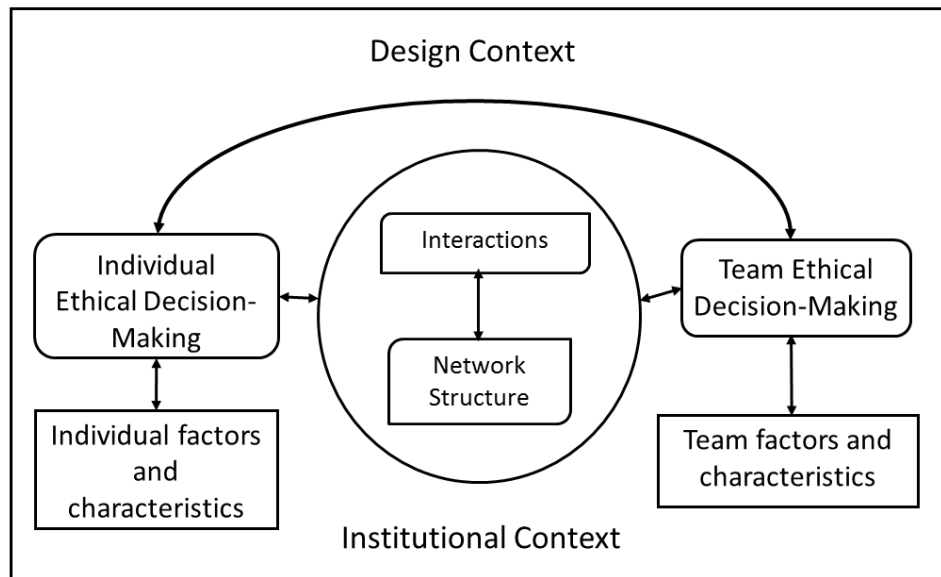 Design Context
Individual
Ethical Decision-
Making
Interactions
Team Ethical
Decision-Making
Network
Structure
Individual factors
and
characteristics
Team factors and
characteristics
Institutional Context